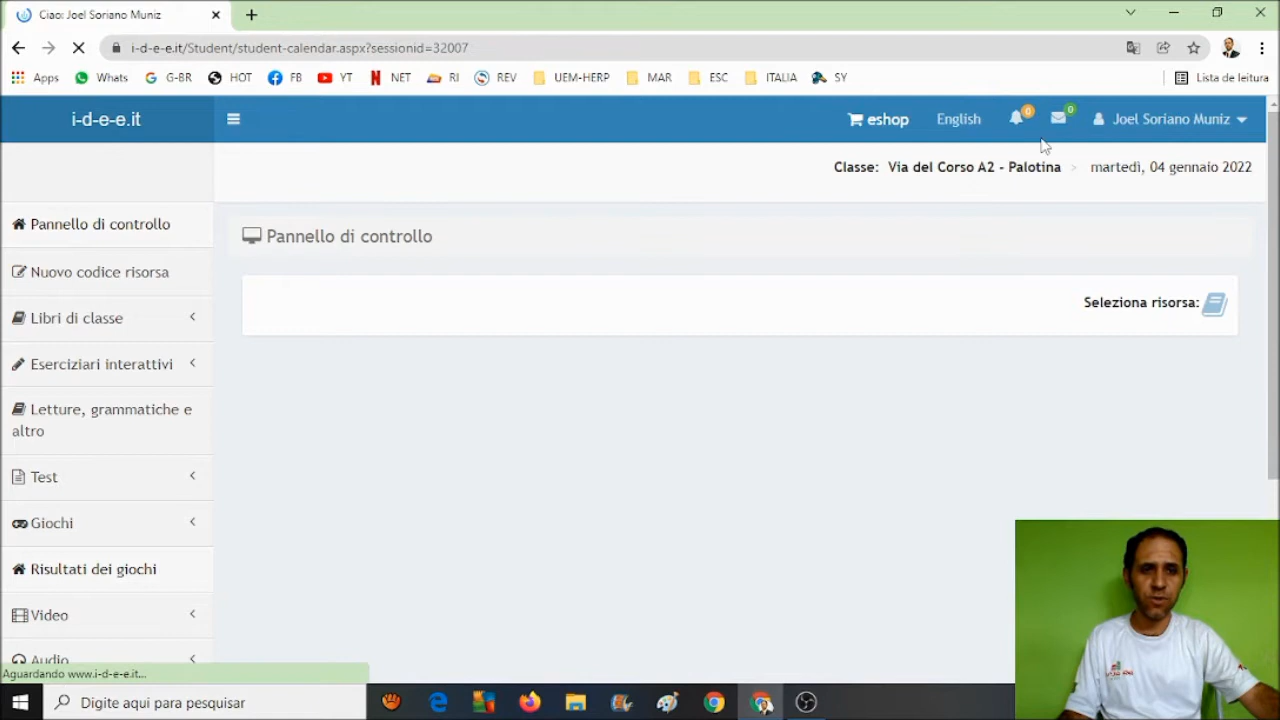 Ciao: Joel Soriano Muniz
i-d-e-e.it/Student/student-calendar.aspx?sessionid=32007
Apps Whats G-8R HOT FB YT NET RI REV UEM-HERP MAR ESC ITALIA SY Lista de leitura
i-d-e-e.it eshop English 0 0 Joel Soriano Muniz
Classe: Via del Corso A2 - Palotina > martedì, 04 gennaio 2022
Pannello di controllo
Pannello di controllo
Nuovo codice risorsa
Seleziona risorsa:
Libri di classe
Eserciziari interattivi
Letture, grammatiche e
altro
Test
Giochi
Risultati dei giochi
Video
Audio
Aguardando www.i-d-e-e.it...
Digite aqui para pesquisar